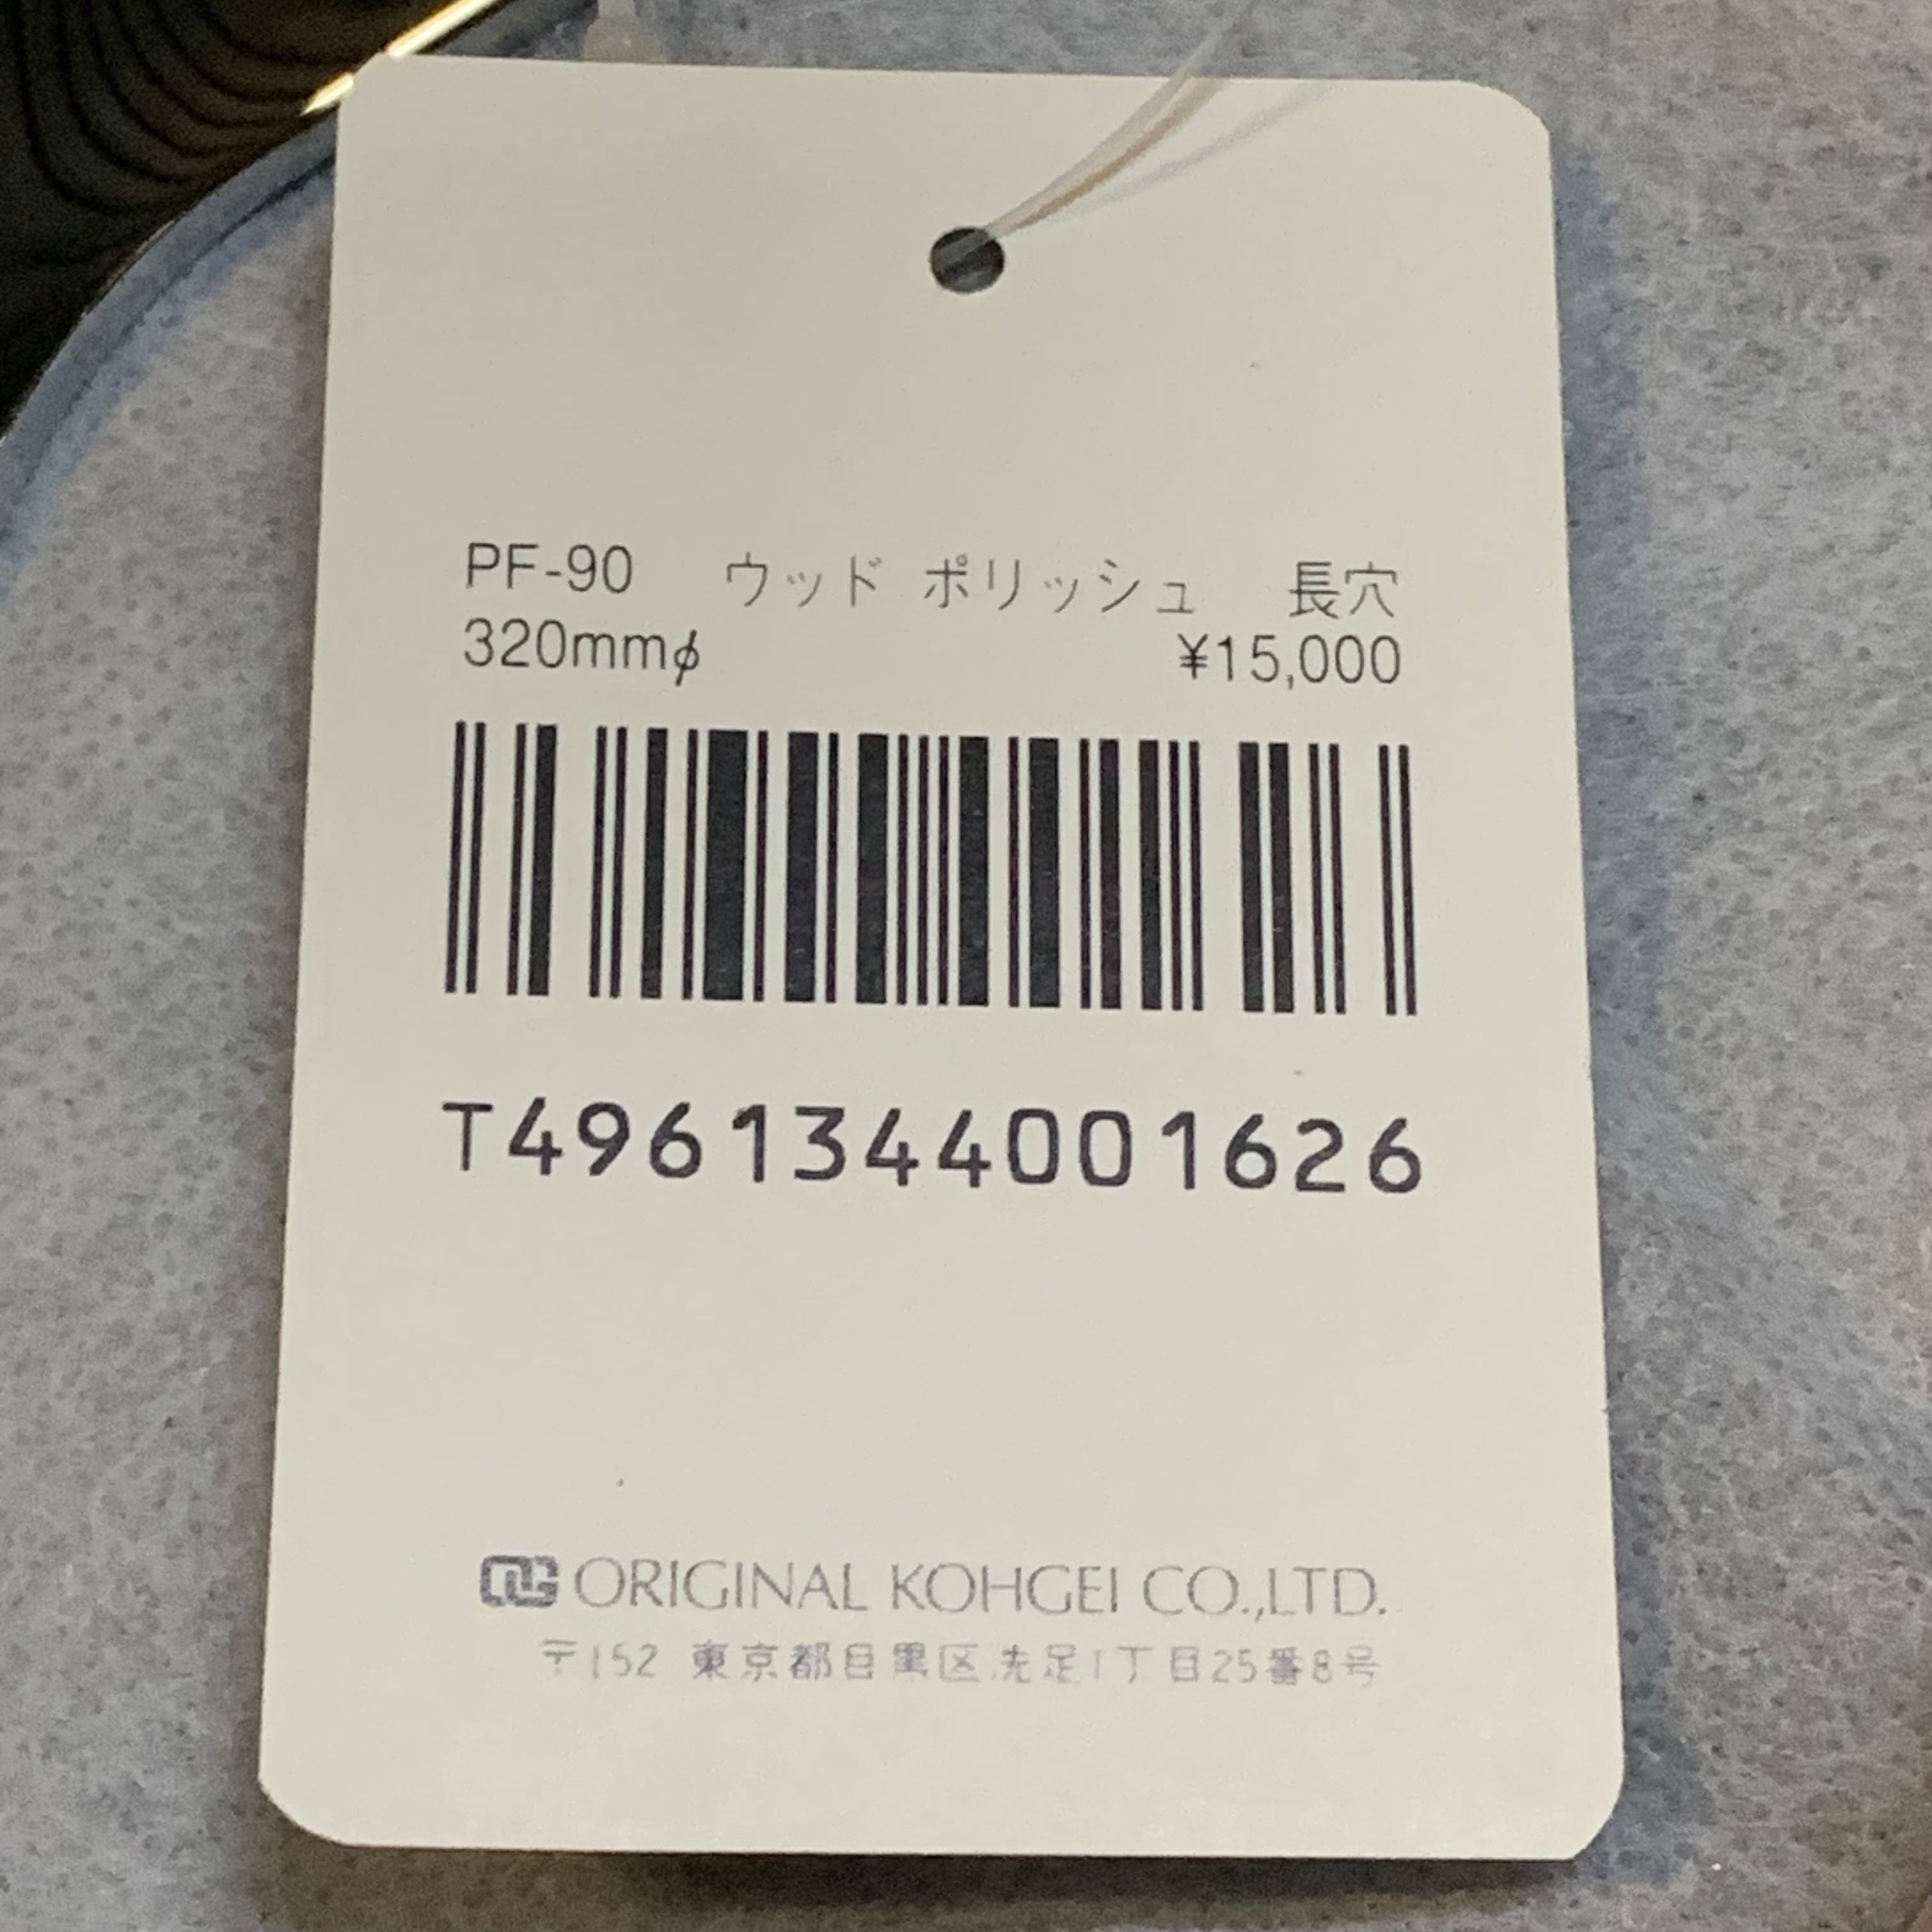 PF-90 ウッド ポリッシュ 長穴
320mmφ ¥15,000
T4961344001626
ORIGINAL KOHGEI CO.,LTD.
〒152 東京都目黒区洗足1丁目25番8号